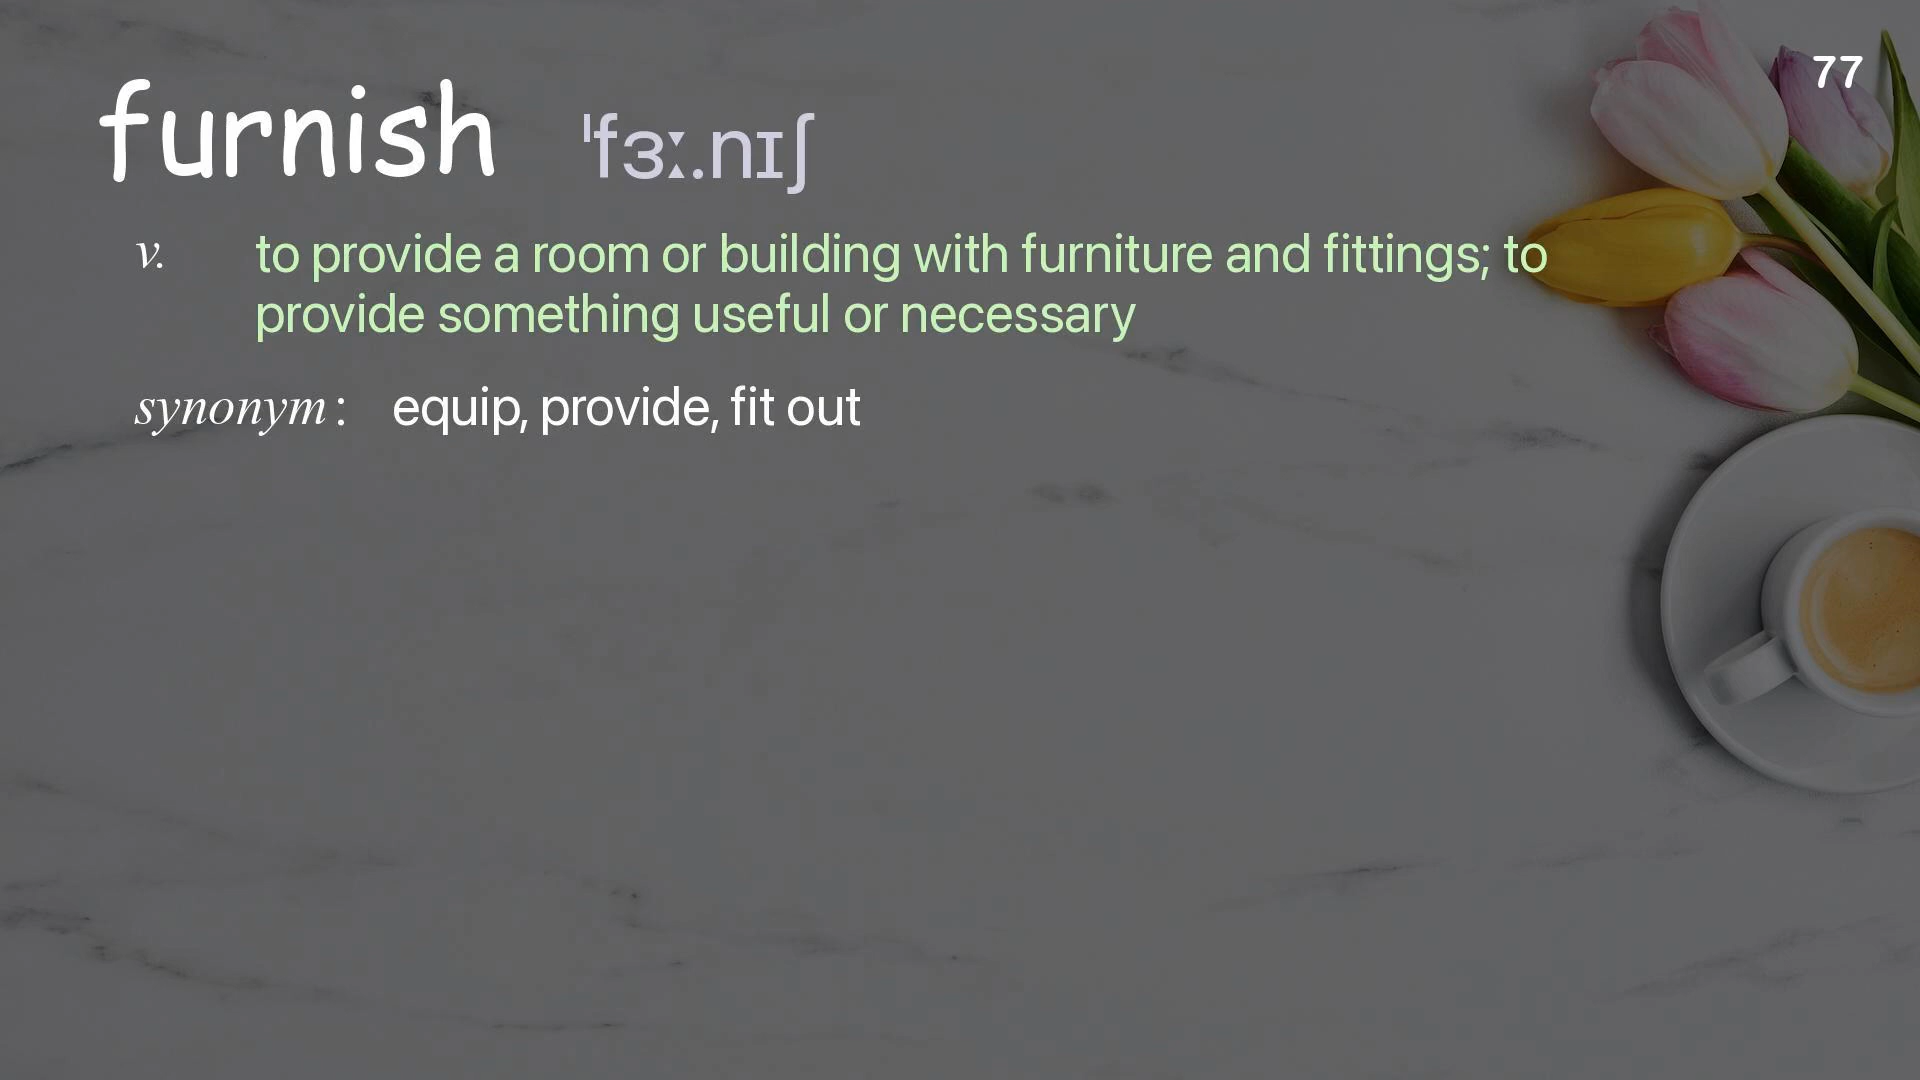 77
furnish ˈfɜː.nɪʃ
v. to provide a room or building with furniture and fittings; to
provide something useful or necessary
synonym: equip, provide, fit out